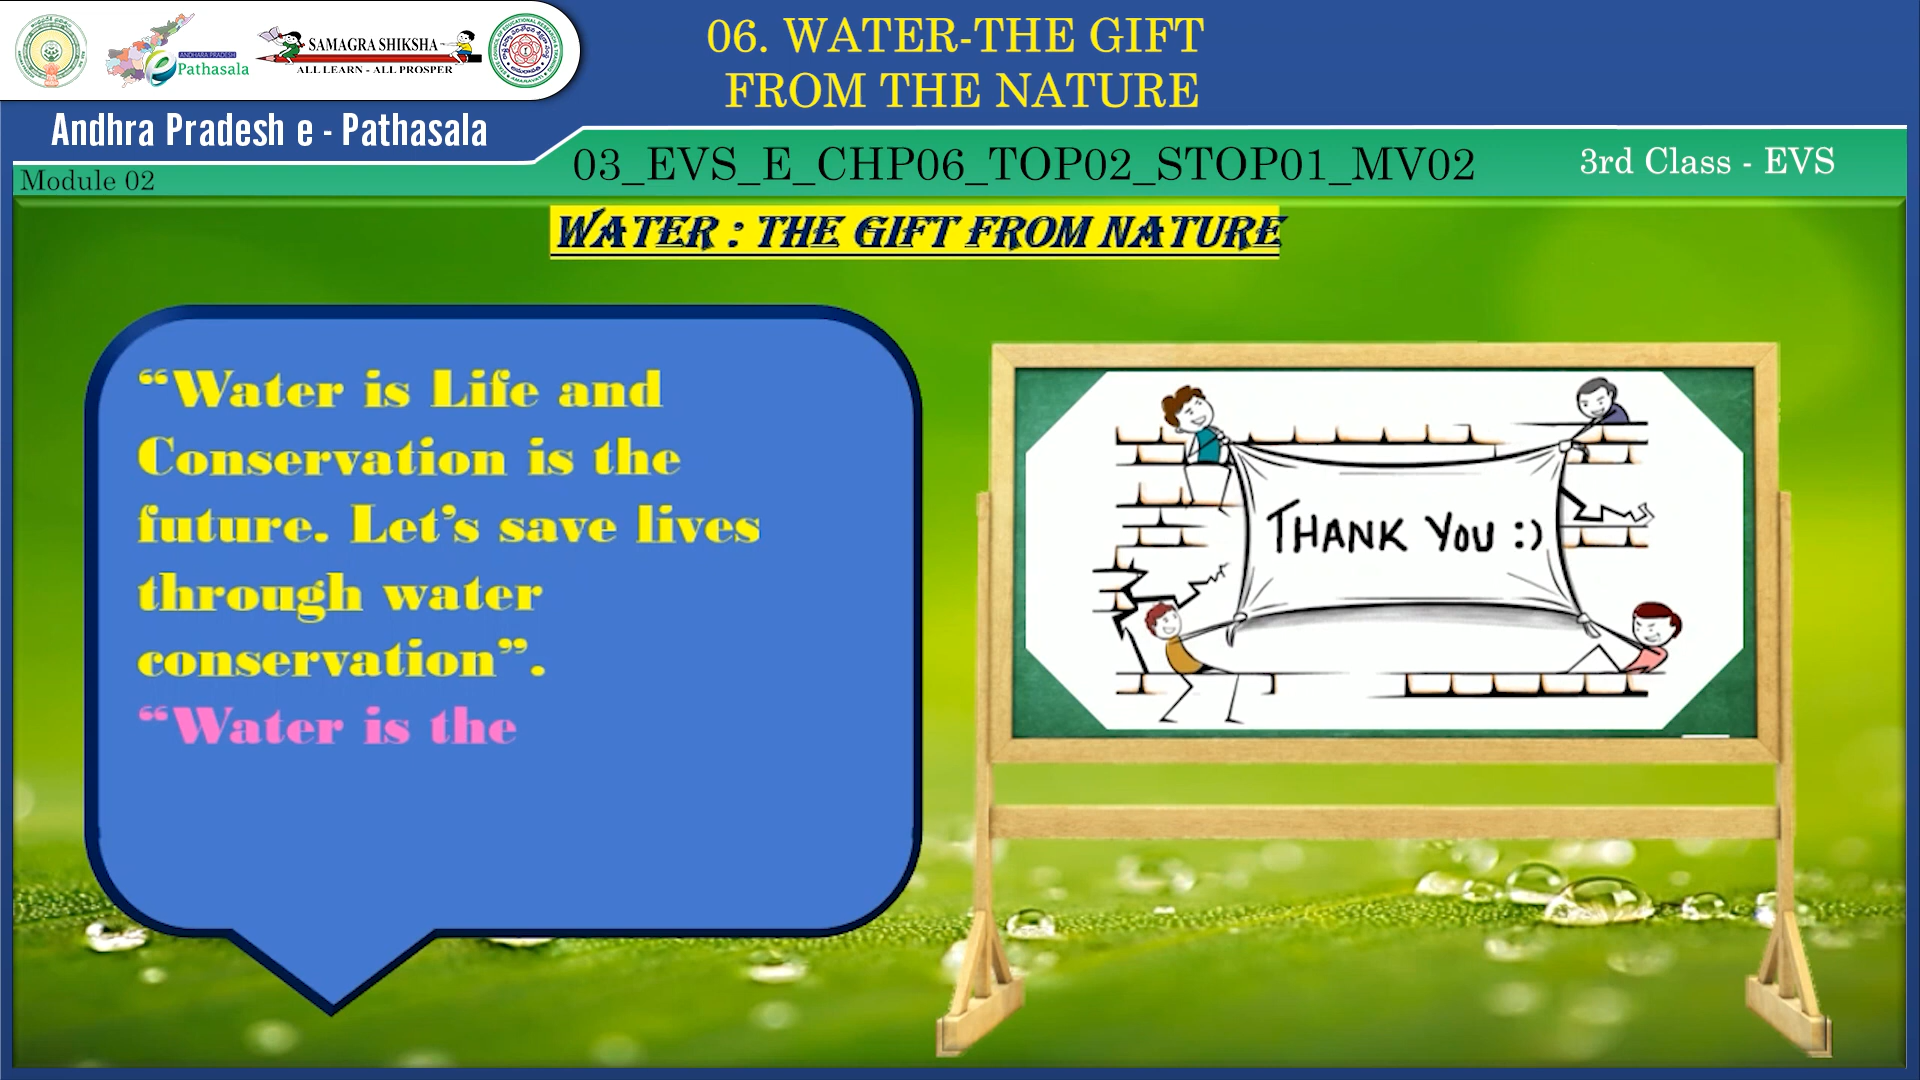 ANDHRA PRADESH
e Pathasala
SAMAGRA SHIKSHA
ALL LEARN - ALL PROSPER
Andhra Pradesh e - Pathasala
06. WATER-THE GIFT
FROM THE NATURE
Module 02
03_EVS_E_CHP06_TOP02_STOP01_MV02
3rd Class - EVS
WATER : THE GIFT FROM NATURE
“Water is Life and
Conservation is the
future. Let’s save lives
through water
conservation”.
“Water is the
THANK YOU :)